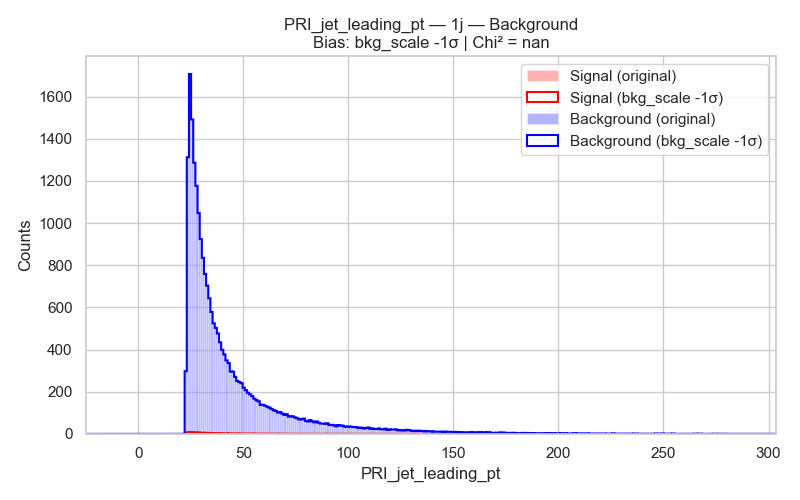 PRI_jet_leading_pt — 1j — Background
Bias: bkg_scale -1σ | Chi² = nan
Signal (original)
Signal (bkg_scale -1σ)
Background (original)
Background (bkg_scale -1σ)
Counts
1600
1400
1200
1000
800
600
400
200
0
0
50
100
150
200
250
300
PRI_jet_leading_pt